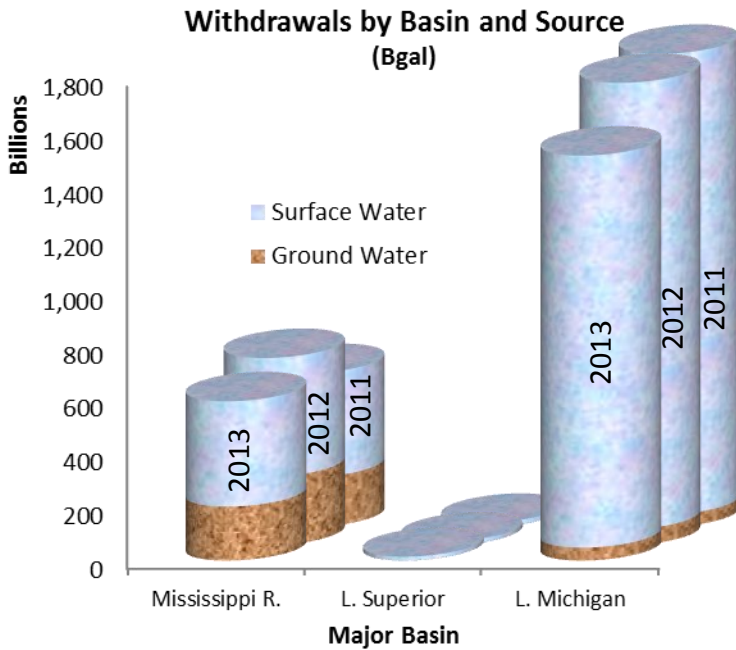 Withdrawals by Basin and Source
(Bgal)
Billions
1,800
1,600
1,400
1,200
1,000
800
600
400
200
0
Surface Water
Ground Water
2013
2012
2011
2013
2012
2011
Mississippi R.
L. Superior
L. Michigan
Major Basin